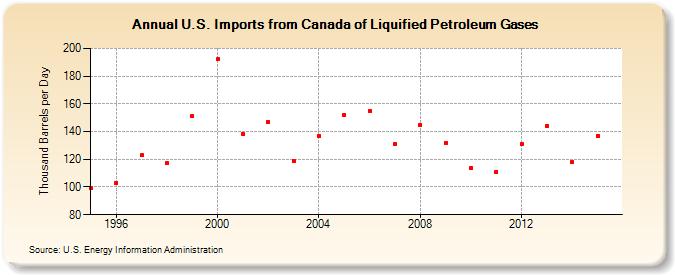 Annual U.S. Imports from Canada of Liquified Petroleum Gases
Thousand Barrels per Day
200
180
160
140
120
100
80
1996 2000 2004 2008 2012
Source: U.S. Energy Information Administration